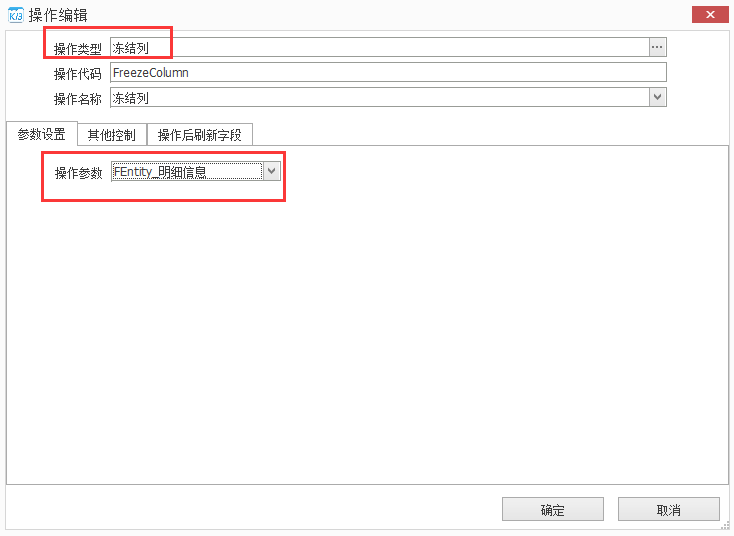 K/3 操作编辑
操作类型 冻结列 ...
操作代码 FreezeColumn
操作名称 冻结列
参数设置 其他控制 操作后刷新字段
操作参数 FEntity_明细信息
确定 取消